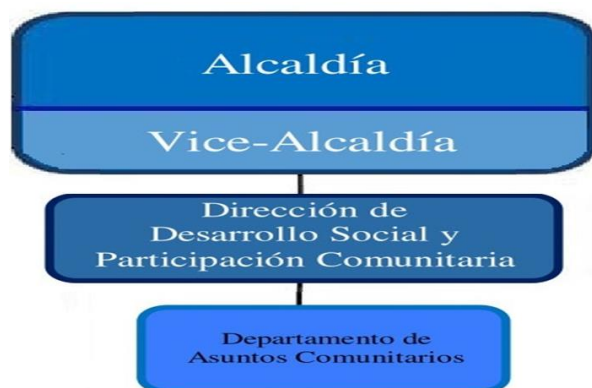 Alcaldía
Vice-Alcaldía
Dirección de
Desarrollo Social y
Participación Comunitaria
Departamento de
Asuntos Comunitarios